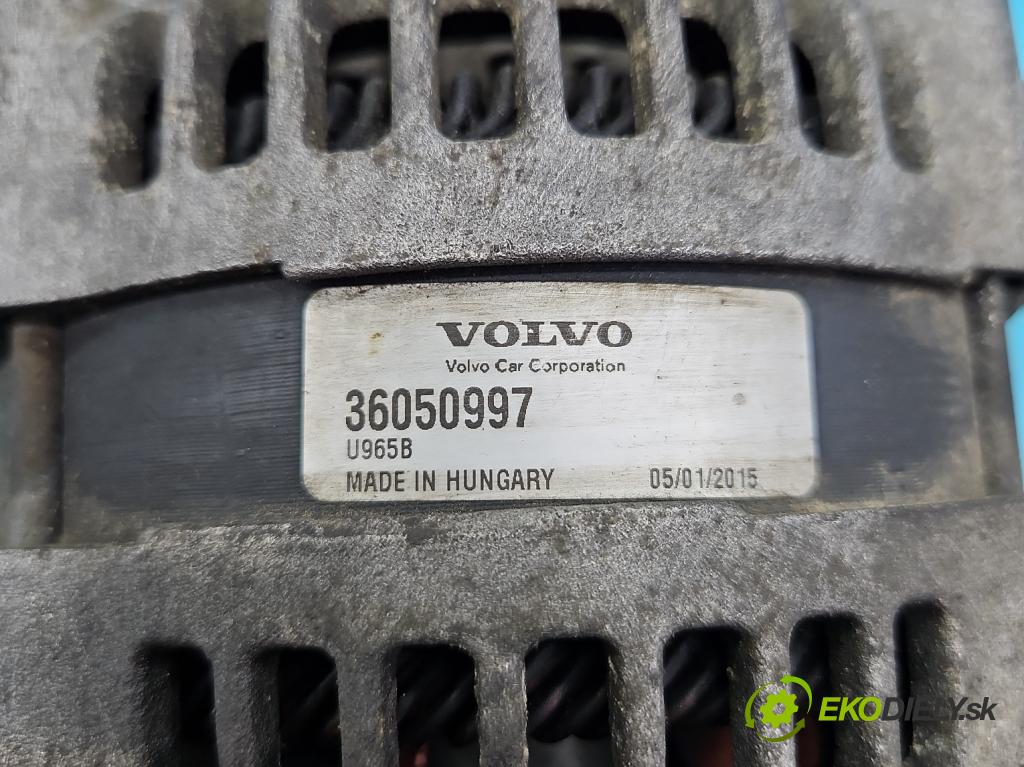 VOLVO
Volvo Car Corporation
36050997
U965B
MADE IN HUNGARY 05/01/2015
EKODIELY.sk